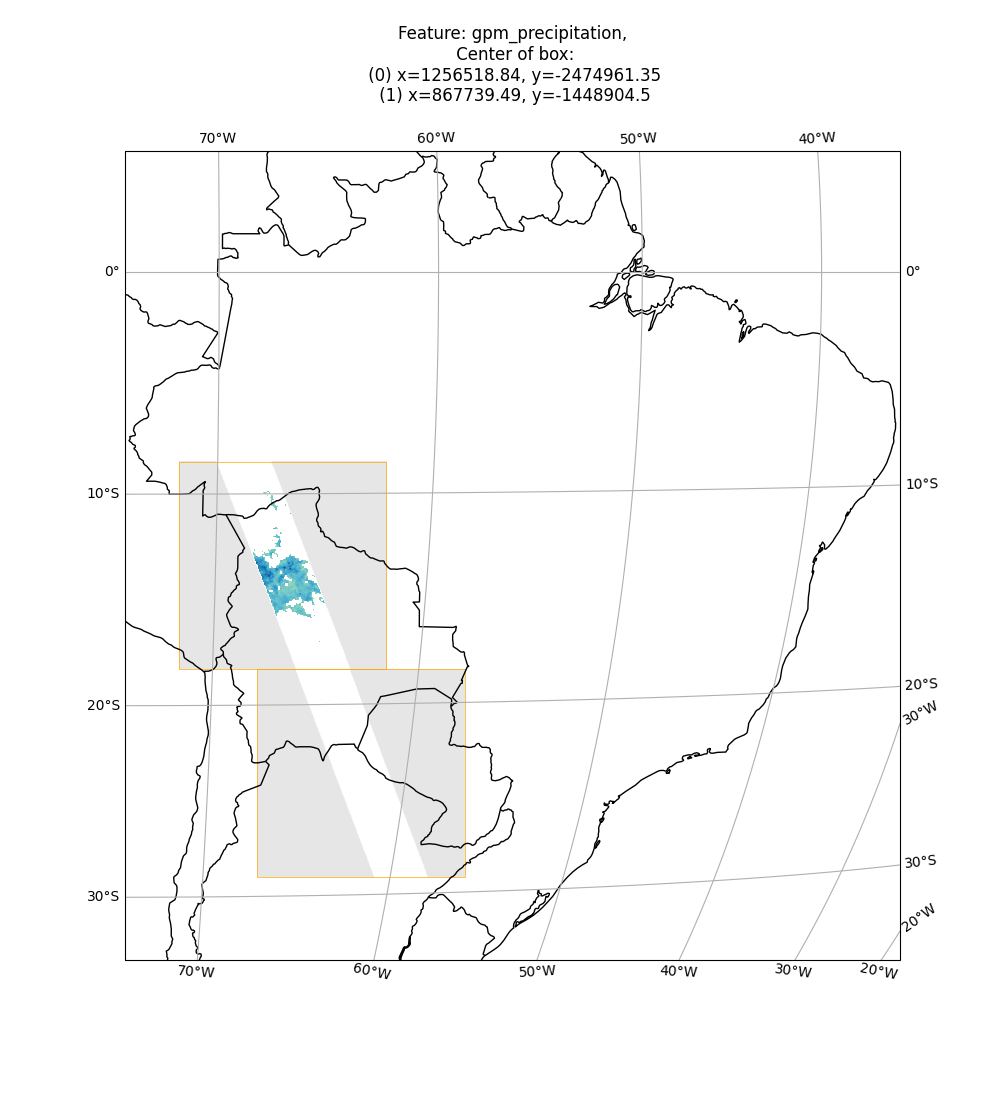 Feature: gpm_precipitation,
Center of box:
(0) x=1256518.84, y=-2474961.35
(1) x=867739.49, y=-1448904.5
70°W 60°W 50°W 40°W
0° 0°
10°S 10°S
20°S 20°S
30°W
30°S 30°S
20°W
70°W 60°W 50°W 40°W 30°W 20°W